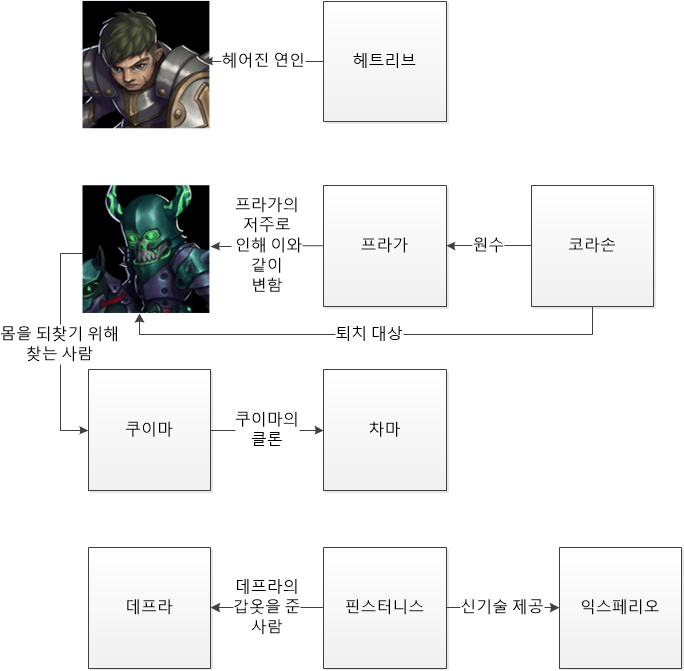 헤어진 연인
헤트리브
프라가의
저주로
인해 이와
같이
변함
프라가
원수
코라손
퇴치 대상
몸을 되찾기 위해
찾는 사람
쿠이마
쿠이마의
클론
차마
데프라
데프라의
갑옷을 준
사람
핀스터니스
신기술 제공
익스페리오